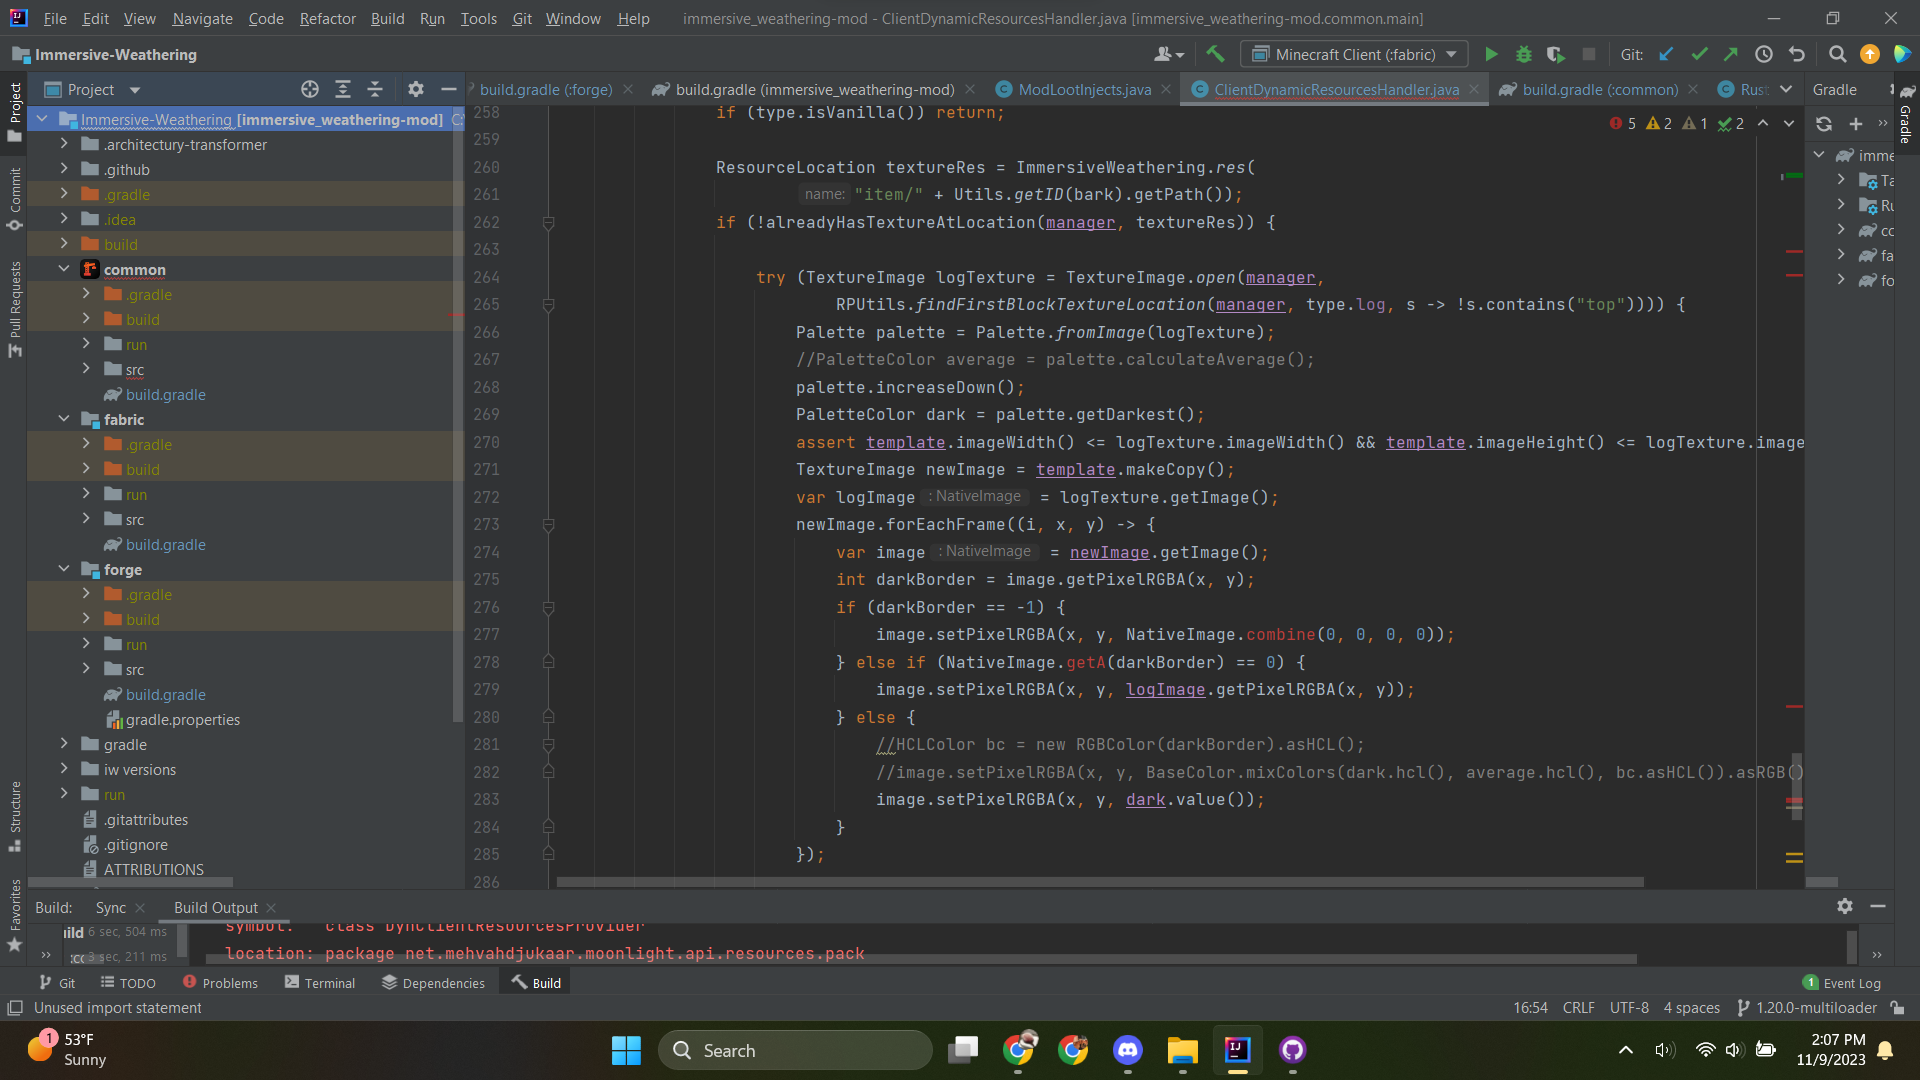 File Edit View Navigate Code Refactor Build Run Tools Git Window Help immersive_weathering-mod - ClientDynamicResourcesHandler.java [immersive_weathering-mod.common.main]
Immersive-Weathering Minecraft Client (:fabric) Git:
Project build.gradle (:forge) build.gradle (immersive_weathering-mod) ModLootInjects.java ClientDynamicResourcesHandler.java build.gradle (:common) Rus Gradle
Project
Commit
Pull Requests
Structure
Favorites
Immersive-Weathering [immersive_weathering-mod] C:
.architectury-transformer
.github
.gradle
.idea
build
common
.gradle
build
run
src
build.gradle
fabric
.gradle
build
run
src
build.gradle
forge
.gradle
build
run
src
build.gradle
gradle.properties
gradle
iw versions
run
.gitattributes
.gitignore
ATTRIBUTIONS
5 2 1 2
258 if (type.isVanilla()) return;
259
260 ResourceLocation textureRes = ImmersiveWeathering.res(
261 name: "item/" + Utils.getID(bark).getPath());
262 if (!alreadyHasTextureAtLocation(manager, textureRes)) {
263
264 try (TextureImage logTexture = TextureImage.open(manager,
265 RPUtils.findFirstBlockTextureLocation(manager, type.log, s -> !s.contains("top")))) {
266 Palette palette = Palette.fromImage(logTexture);
267 //PaletteColor average = palette.calculateAverage();
268 palette.increaseDown();
269 PaletteColor dark = palette.getDarkest();
270 assert template.imageWidth() <= logTexture.imageWidth() && template.imageHeight() <= logTexture.image
271 TextureImage newImage = template.makeCopy();
272 var logImage : NativeImage = logTexture.getImage();
273 newImage.forEachFrame((i, x, y) -> {
274 var image : NativeImage = newImage.getImage();
275 int darkBorder = image.getPixelRGBA(x, y);
276 if (darkBorder == -1) {
277 image.setPixelRGBA(x, y, NativeImage.combine(0, 0, 0, 0));
278 } else if (NativeImage.getA(darkBorder) == 0) {
279 image.setPixelRGBA(x, y, logImage.getPixelRGBA(x, y));
280 } else {
281 //HCLColor bc = new RGBColor(darkBorder).asHCL();
282 //image.setPixelRGBA(x, y, BaseColor.mixColors(dark.hcl(), average.hcl(), bc.asHCL()).asRGB()
283 image.setPixelRGBA(x, y, dark.value());
284 }
285 });
286
Gradle
imme
Ta
Ru
co
fa
fo
Build: Sync Build Output
ild 6 sec, 504 ms
3 sec, 211 ms
symbol: class DynClientResourcesProvider
location: package net.mehvahdjukaar.moonlight.api.resources.pack
Git TODO Problems Terminal Dependencies Build 1 Event Log
Unused import statement 16:54 CRLF UTF-8 4 spaces 1.20.0-multiloader
1 53°F
Sunny
Search
2:07 PM
11/9/2023